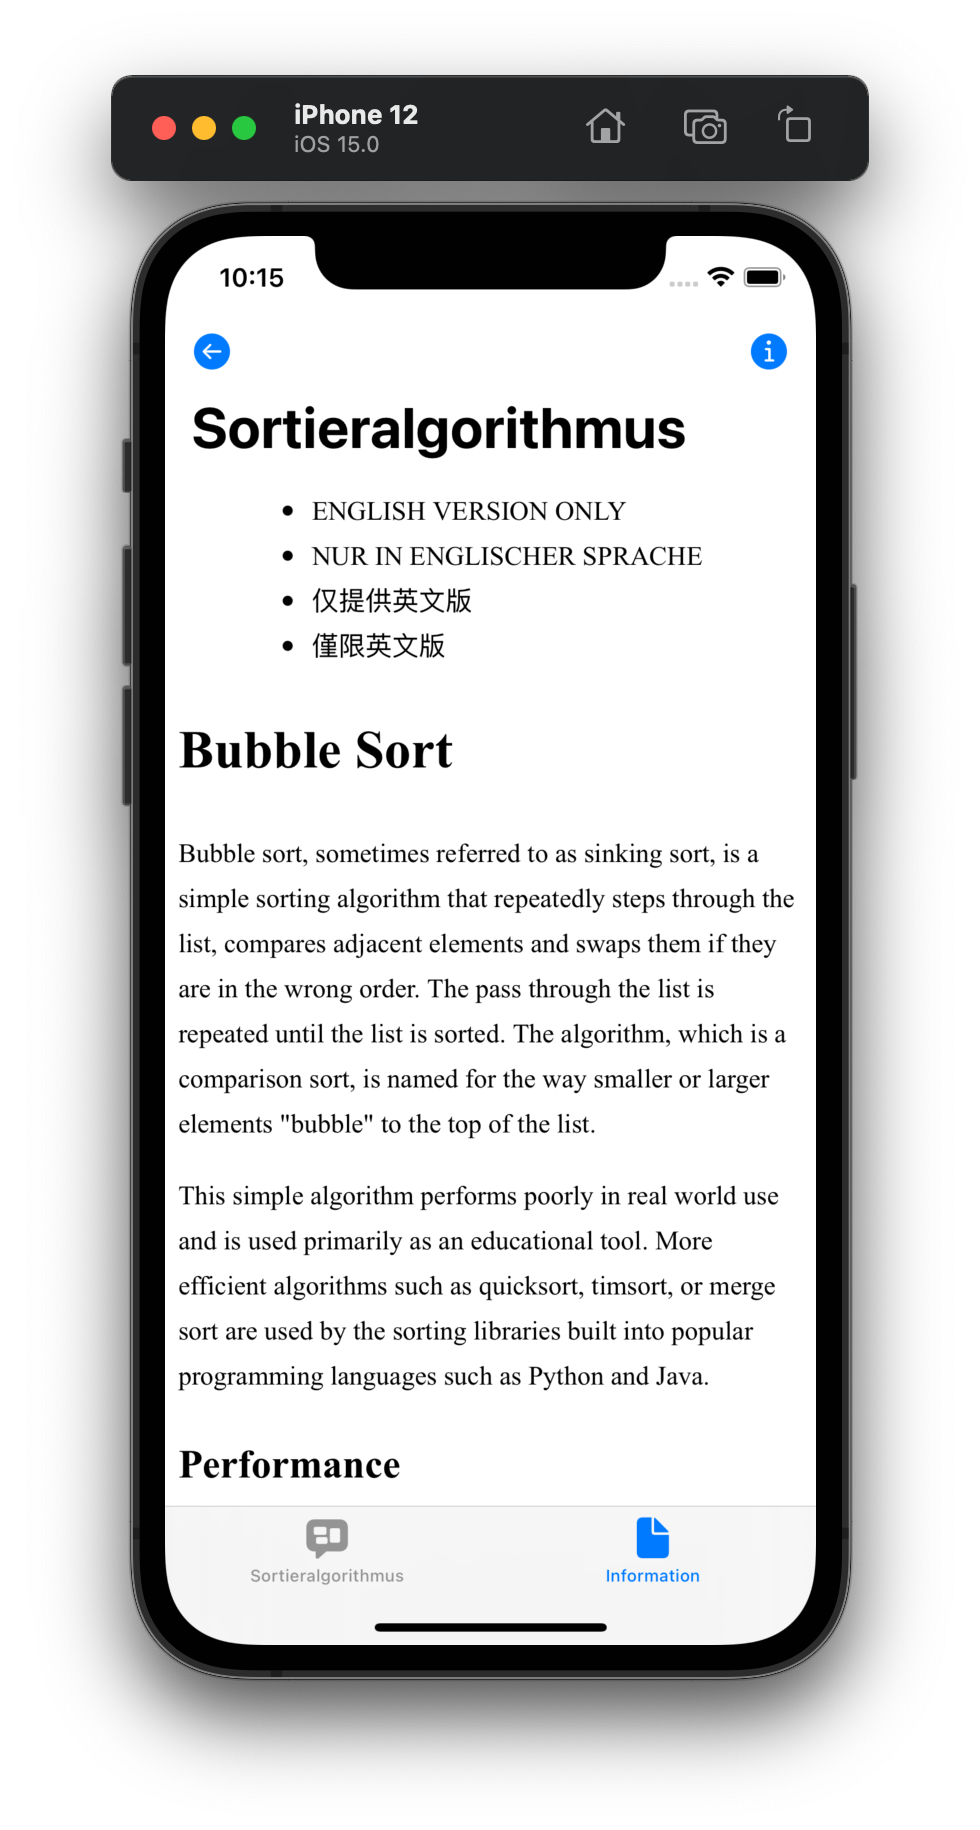 iPhone 12
iOS 15.0
10:15
Sortieralgorithmus
• ENGLISH VERSION ONLY
• NUR IN ENGLISCHER SPRACHE
• 仅提供英文版
• 僅限英文版
Bubble Sort
Bubble sort, sometimes referred to as sinking sort, is a
simple sorting algorithm that repeatedly steps through the
list, compares adjacent elements and swaps them if they
are in the wrong order. The pass through the list is
repeated until the list is sorted. The algorithm, which is a
comparison sort, is named for the way smaller or larger
elements "bubble" to the top of the list.
This simple algorithm performs poorly in real world use
and is used primarily as an educational tool. More
efficient algorithms such as quicksort, timsort, or merge
sort are used by the sorting libraries built into popular
programming languages such as Python and Java.
Performance
Sortieralgorithmus
Information